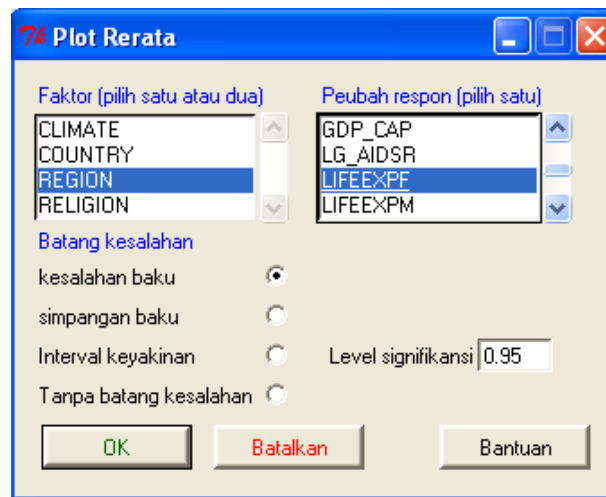 Plot Rerata
Faktor (pilih satu atau dua) Peubah respon (pilih satu)
CLIMATE GDP_CAP
COUNTRY LG_AIDSR
REGION LIFEEXPF
RELIGION LIFEEXPM
Batang kesalahan
kesalahan baku
simpangan baku
Interval keyakinan Level signifikansi 0.95
Tanpa batang kesalahan
OK Batalkan Bantuan